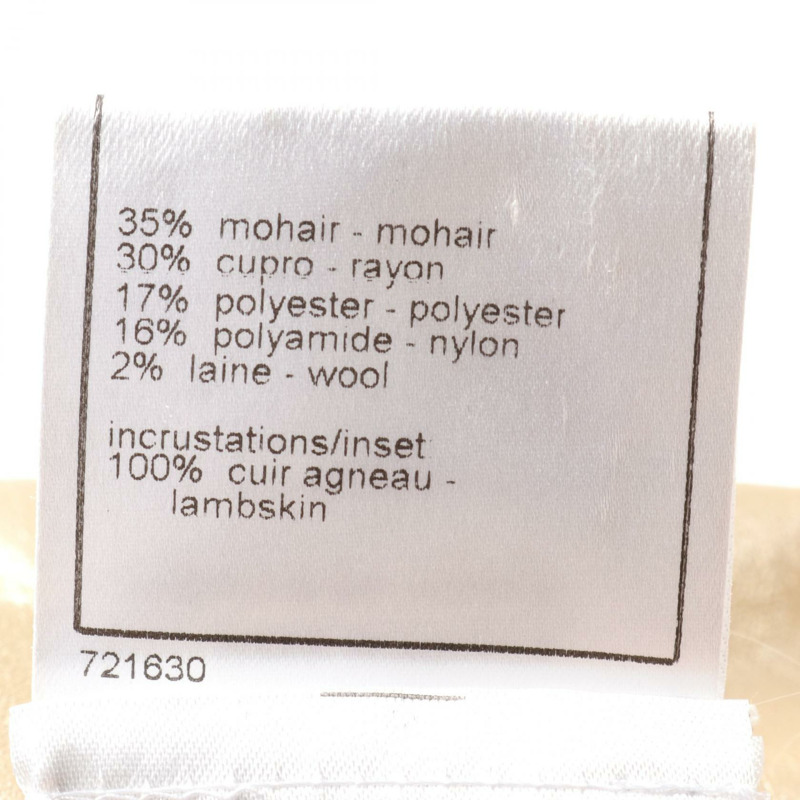 35% mohair - mohair
30% cupro - rayon
17% polyester - polyester
16% polyamide - nylon
2% laine - wool
incrustations/inset
100% cuir agneau -
lambskin
721630